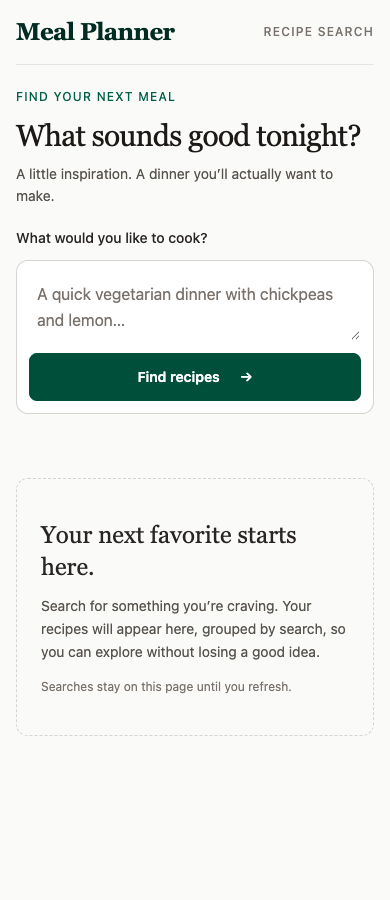 Meal Planner
RECIPE SEARCH
FIND YOUR NEXT MEAL
What sounds good tonight?
A little inspiration. A dinner you’ll actually want to
make.
What would you like to cook?
A quick vegetarian dinner with chickpeas
and lemon...
Find recipes →
Your next favorite starts
here.
Search for something you’re craving. Your
recipes will appear here, grouped by search, so
you can explore without losing a good idea.
Searches stay on this page until you refresh.